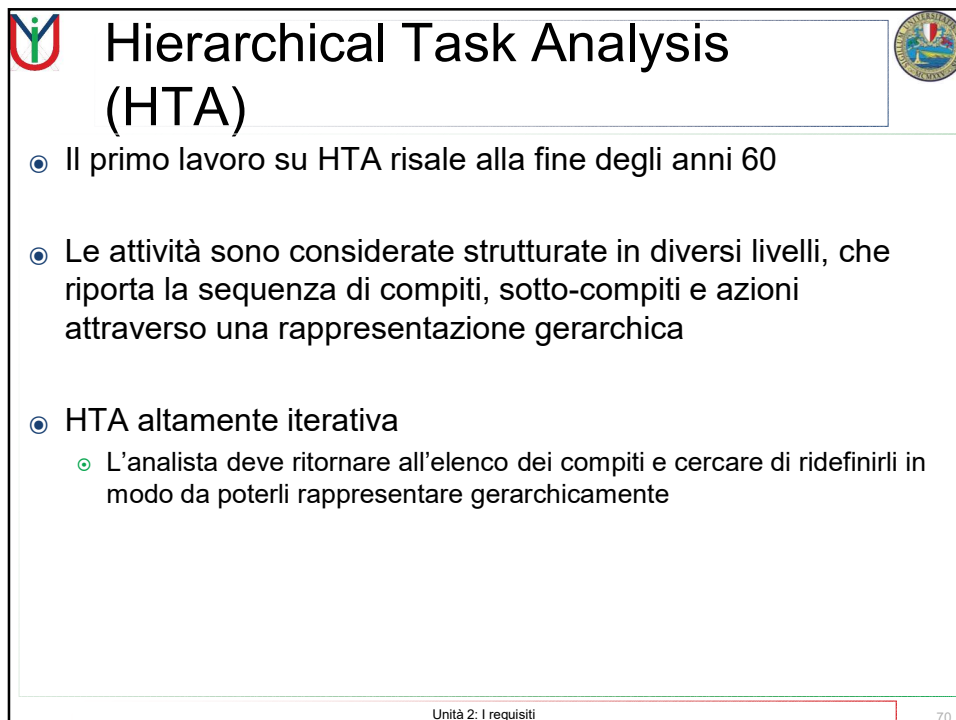 Hierarchical Task Analysis
(HTA)
Il primo lavoro su HTA risale alla fine degli anni 60
Le attività sono considerate strutturate in diversi livelli, che
riporta la sequenza di compiti, sotto-compiti e azioni
attraverso una rappresentazione gerarchica
HTA altamente iterativa
L’analista deve ritornare all’elenco dei compiti e cercare di ridefinirli in
modo da poterli rappresentare gerarchicamente
Unità 2: I requisiti
70